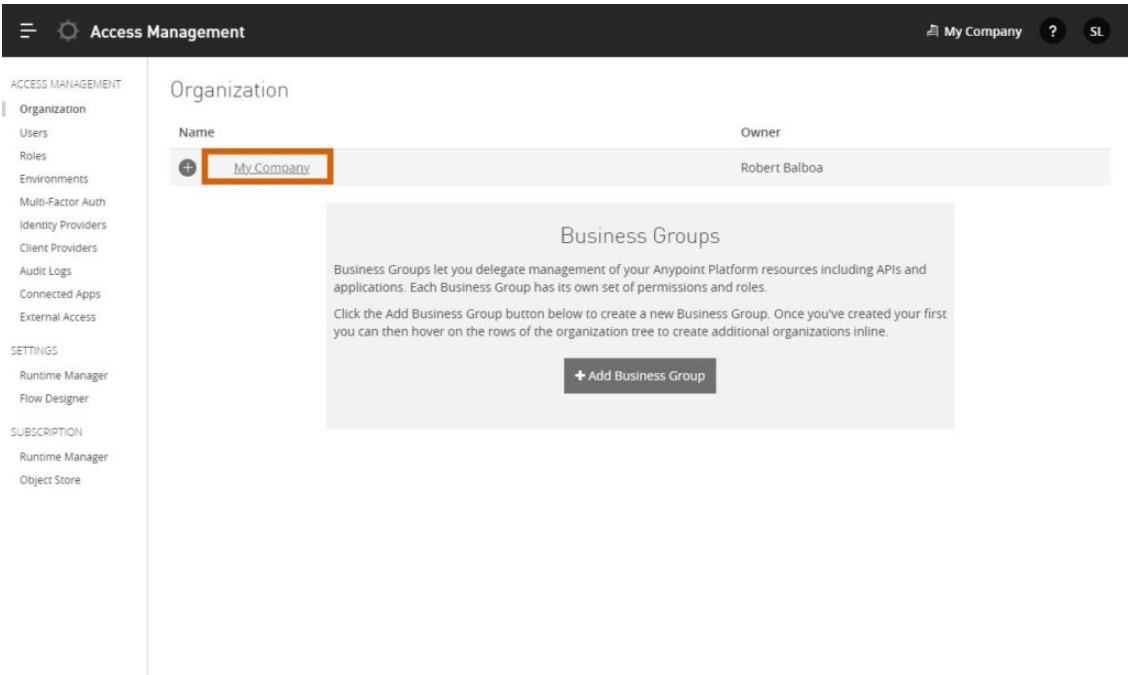 Access Management
My Company
?
SL
ACCESS MANAGEMENT
Organization
Users
Roles
Environments
Multi-Factor Auth
Identity Providers
Client Providers
Audit Logs
Connected Apps
External Access
SETTINGS
Runtime Manager
Flow Designer
SUBSCRIPTION
Runtime Manager
Object Store
Organization
Name Owner
My Company Robert Balboa
Business Groups
Business Groups let you delegate management of your Anypoint Platform resources including APIs and
applications. Each Business Group has its own set of permissions and roles.
Click the Add Business Group button below to create a new Business Group. Once you've created your first
you can then hover on the rows of the organization tree to create additional organizations inline.
+ Add Business Group